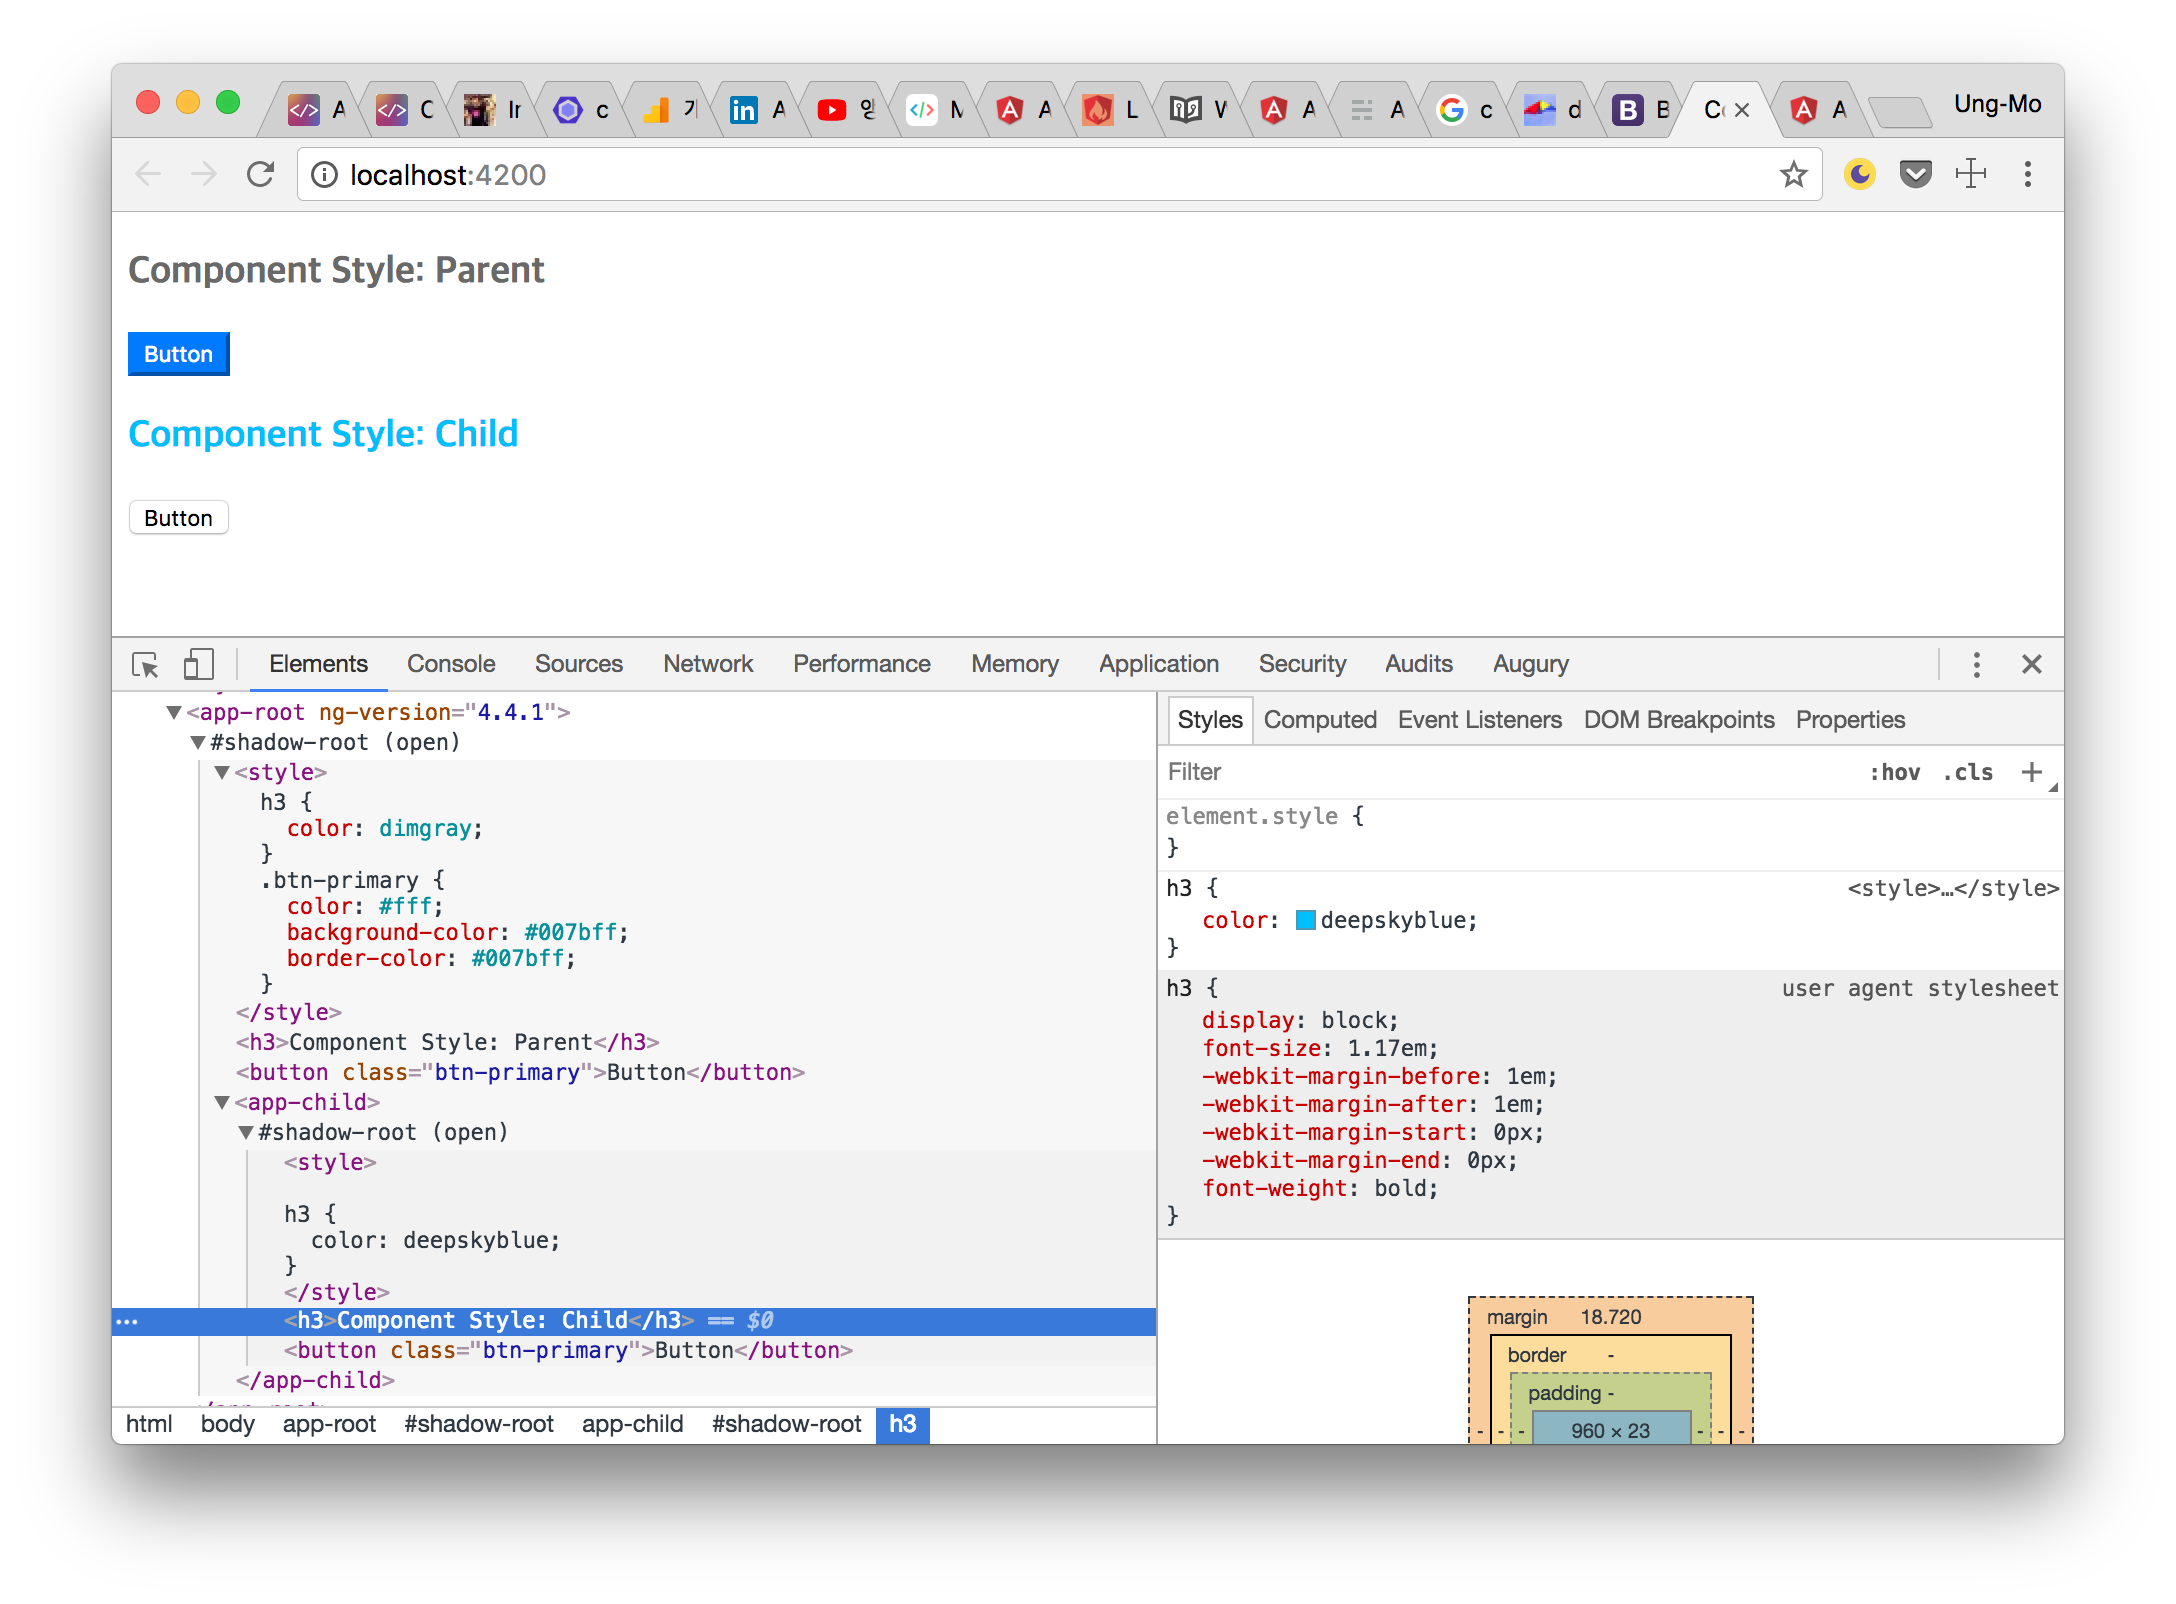 A C Ir c 기 in A 앙 M A L W A A G c d B B C A Ung-Mo
localhost:4200
Component Style: Parent
Button
Component Style: Child
Button
Elements Console Sources Network Performance Memory Application Security Audits Augury
<app-root ng-version="4.4.1">
#shadow-root (open)
<style>
h3 {
color: dimgray;
}
.btn-primary {
color: #fff;
background-color: #007bff;
border-color: #007bff;
}
</style>
<h3>Component Style: Parent</h3>
<button class="btn-primary">Button</button>
<app-child>
#shadow-root (open)
<style>
h3 {
color: deepskyblue;
}
</style>
… <h3>Component Style: Child</h3> == $0
<button class="btn-primary">Button</button>
</app-child>
html body app-root #shadow-root app-child #shadow-root h3
Styles Computed Event Listeners DOM Breakpoints Properties
Filter :hov .cls +
element.style {
}
h3 { <style>…</style>
color: deepskyblue;
}
h3 { user agent stylesheet
display: block;
font-size: 1.17em;
-webkit-margin-before: 1em;
-webkit-margin-after: 1em;
-webkit-margin-start: 0px;
-webkit-margin-end: 0px;
font-weight: bold;
}
margin 18.720
border -
padding -
- - - 960 × 23 - - -